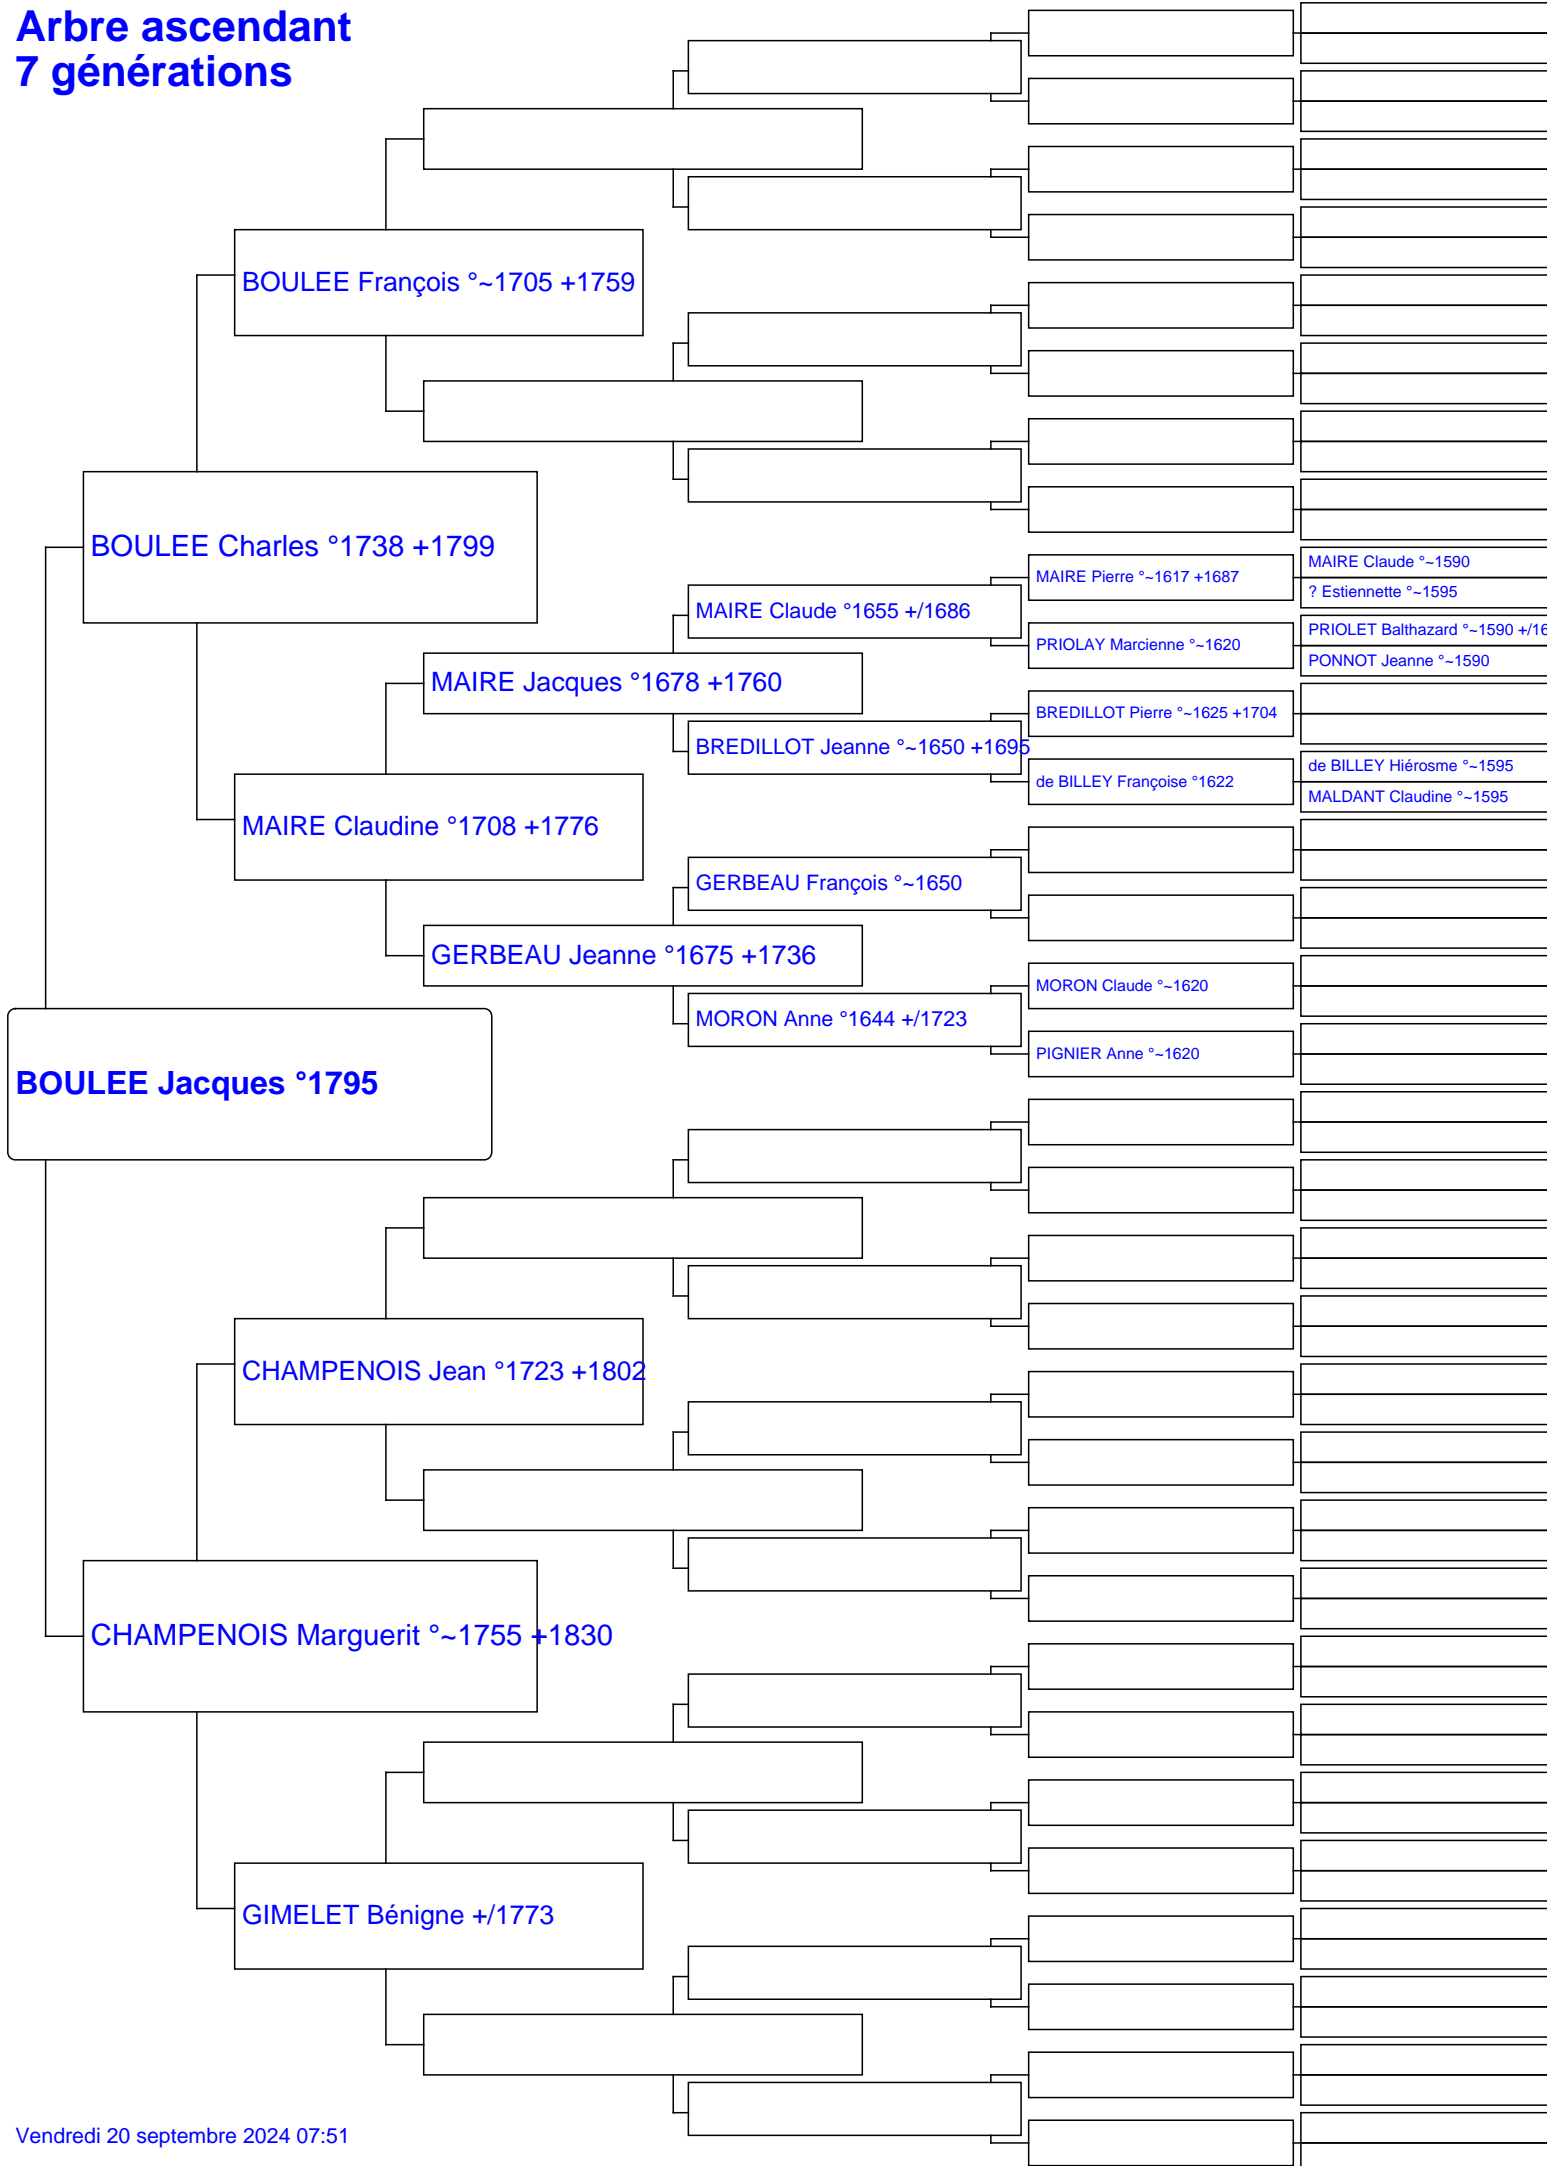 Arbre ascendant
7 générations
BOULEE François °~1705 +1759
BOULEE Charles °1738 +1799
MAIRE Pierre °~1617 +1687
MAIRE Claude °~1590
? Estiennette °~1595
MAIRE Claude °1655 +/1686
PRIOLAY Marcienne °~1620
PRIOLET Balthazard °~1590 +/16
PONNOT Jeanne °~1590
MAIRE Jacques °1678 +1760
BREDILLOT Pierre °~1625 +1704
BREDILLOT Jeanne °~1650 +1695
de BILLEY Françoise °1622
de BILLEY Hiérosme °~1595
MALDANT Claudine °~1595
MAIRE Claudine °1708 +1776
GERBEAU François °~1650
GERBEAU Jeanne °1675 +1736
MORON Claude °~1620
MORON Anne °1644 +/1723
PIGNIER Anne °~1620
BOULEE Jacques °1795
CHAMPENOIS Jean °1723 +1802
CHAMPENOIS Marguerit °~1755 +1830
GIMELET Bénigne +/1773
Vendredi 20 septembre 2024 07:51